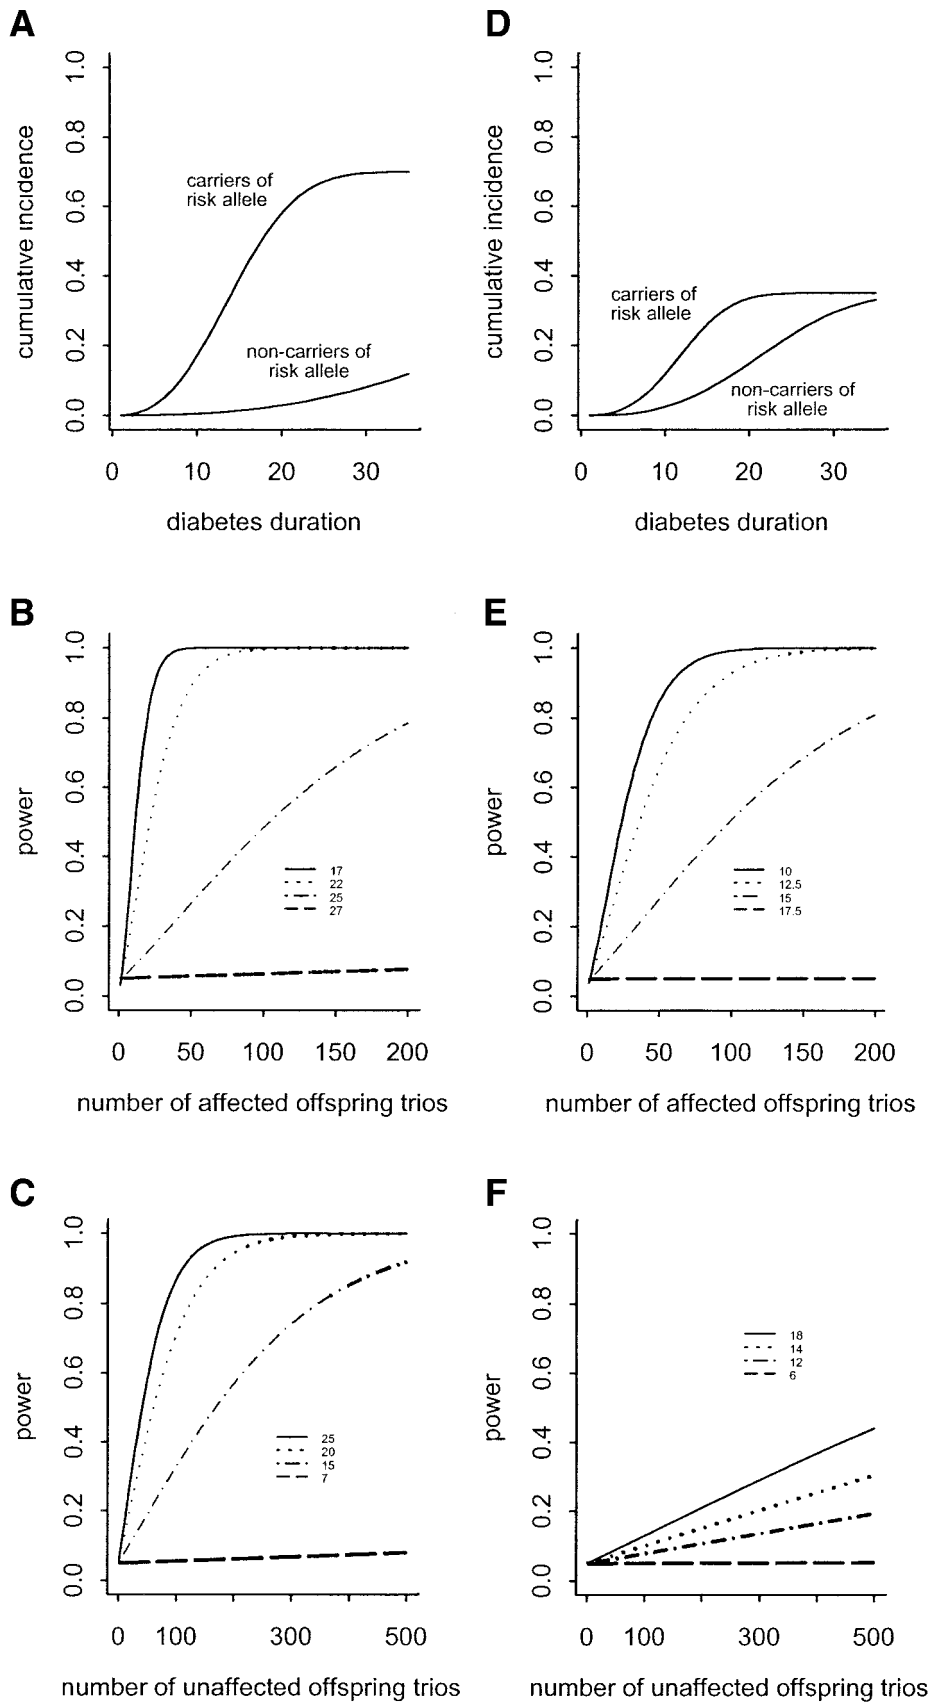 A
cumulative incidence
1.0
0.8
0.6
0.4
0.2
0.0
carriers of
risk allele
non-carriers of
risk allele
0 10 20 30
diabetes duration
D
cumulative incidence
1.0
0.8
0.6
0.4
0.2
0.0
carriers of
risk allele
non-carriers of
risk allele
0 10 20 30
diabetes duration
B
power
1.0
0.8
0.6
0.4
0.2
0.0
17
22
25
27
0 50 100 150 200
number of affected offspring trios
E
power
1.0
0.8
0.6
0.4
0.2
0.0
10
12.5
15
17.5
0 50 100 150 200
number of affected offspring trios
C
power
1.0
0.8
0.6
0.4
0.2
0.0
25
20
15
7
0 100 300 500
number of unaffected offspring trios
F
power
1.0
0.8
0.6
0.4
0.2
0.0
18
14
12
6
0 100 300 500
number of unaffected offspring trios